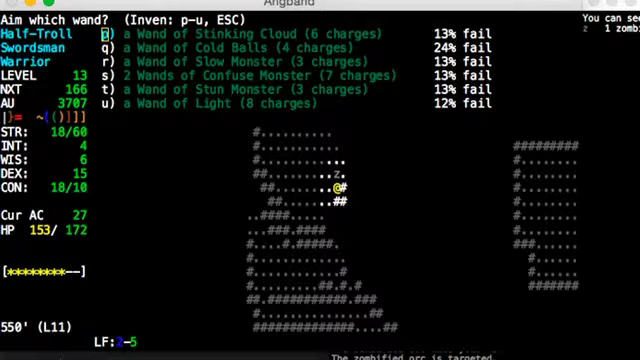 Angband
Aim which wand? (Inven: p-u, ESC)
You can see
Half-Troll p) a Wand of Stinking Cloud (6 charges) 13% fail
z 1 zomb
Swordsman q) a Wand of Cold Balls (4 charges) 24% fail
Warrior r) a Wand of Slow Monster (3 charges) 13% fail
LEVEL 13 s) 2 Wands of Confuse Monster (7 charges) 13% fail
NXT 166 t) a Wand of Stun Monster (3 charges) 13% fail
AU 3707 u) a Wand of Light (8 charges) 12% fail
|}= ~(()]]]
STR: 18/60
INT: 4
WIS: 6
DEX: 15
CON: 18/10
Cur AC 27
HP 153/ 172
[********--]
550' (L11)
LF:2-5
The zombified orc is targeted.